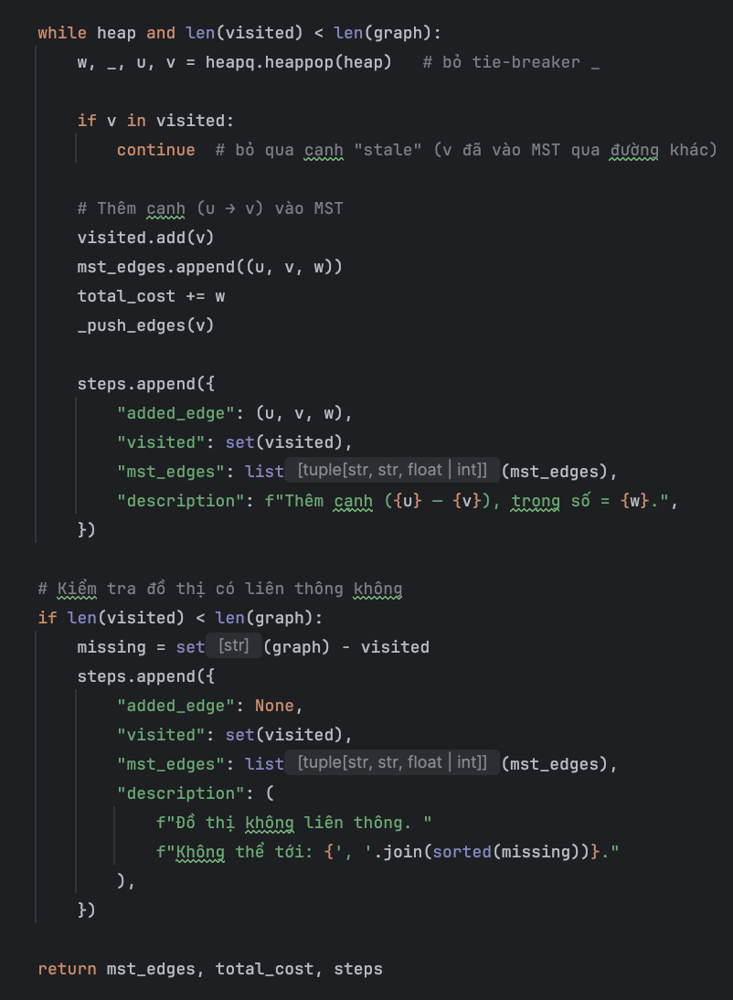 while heap and len(visited) < len(graph):
    w, _, u, v = heapq.heappop(heap)   # bỏ tie-breaker _

    if v in visited:
        continue  # bỏ qua cạnh "stale" (v đã vào MST qua đường khác)

    # Thêm cạnh (u → v) vào MST
    visited.add(v)
    mst_edges.append((u, v, w))
    total_cost += w
    _push_edges(v)

    steps.append({
        "added_edge": (u, v, w),
        "visited": set(visited),
        "mst_edges": list[tuple[str, str, float | int]](mst_edges),
        "description": f"Thêm cạnh ({u} — {v}), trọng số = {w}.",
    })

# Kiểm tra đồ thị có liên thông không
if len(visited) < len(graph):
    missing = set[str](graph) - visited
    steps.append({
        "added_edge": None,
        "visited": set(visited),
        "mst_edges": list[tuple[str, str, float | int]](mst_edges),
        "description": (
            f"Đồ thị không liên thông. "
            f"Không thể tới: {', '.join(sorted(missing))}."
        ),
    })

return mst_edges, total_cost, steps